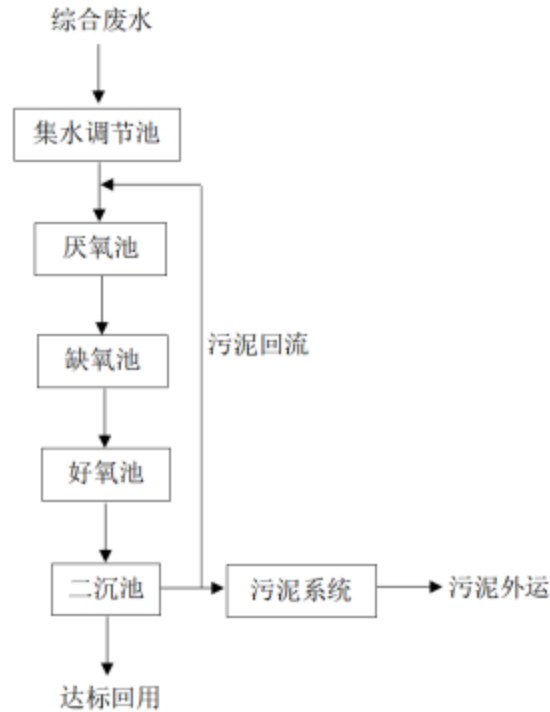 综合废水
集水调节池
厌氧池
缺氧池
污泥回流
好氧池
二沉池
污泥系统
污泥外运
达标回用